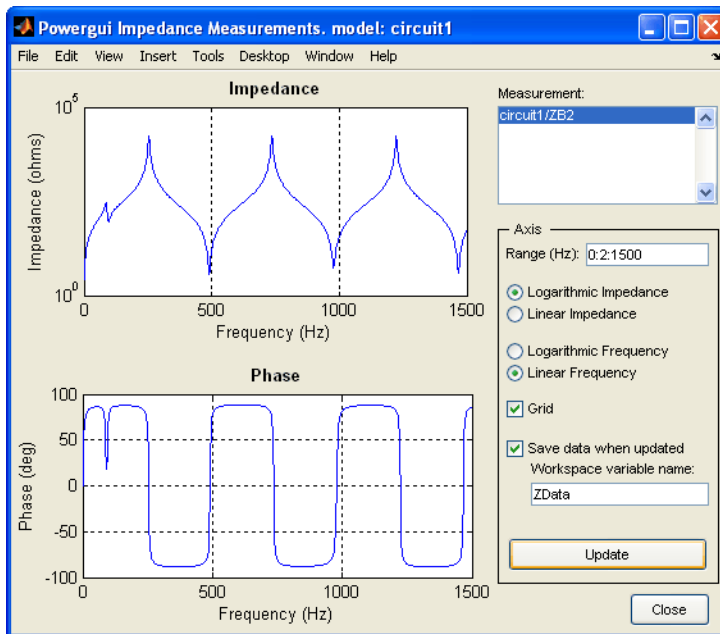 Powergui Impedance Measurements. model: circuit1
File Edit View Insert Tools Desktop Window Help
Impedance
10^5
10^0
Impedance (ohms)
0 500 1000 1500
Frequency (Hz)
Phase
100
50
0
-50
-100
Phase (deg)
0 500 1000 1500
Frequency (Hz)
Measurement:
circuit1/ZB2
Axis
Range (Hz): 0:2:1500
Logarithmic Impedance
Linear Impedance
Logarithmic Frequency
Linear Frequency
Grid
Save data when updated
Workspace variable name:
ZData
Update
Close